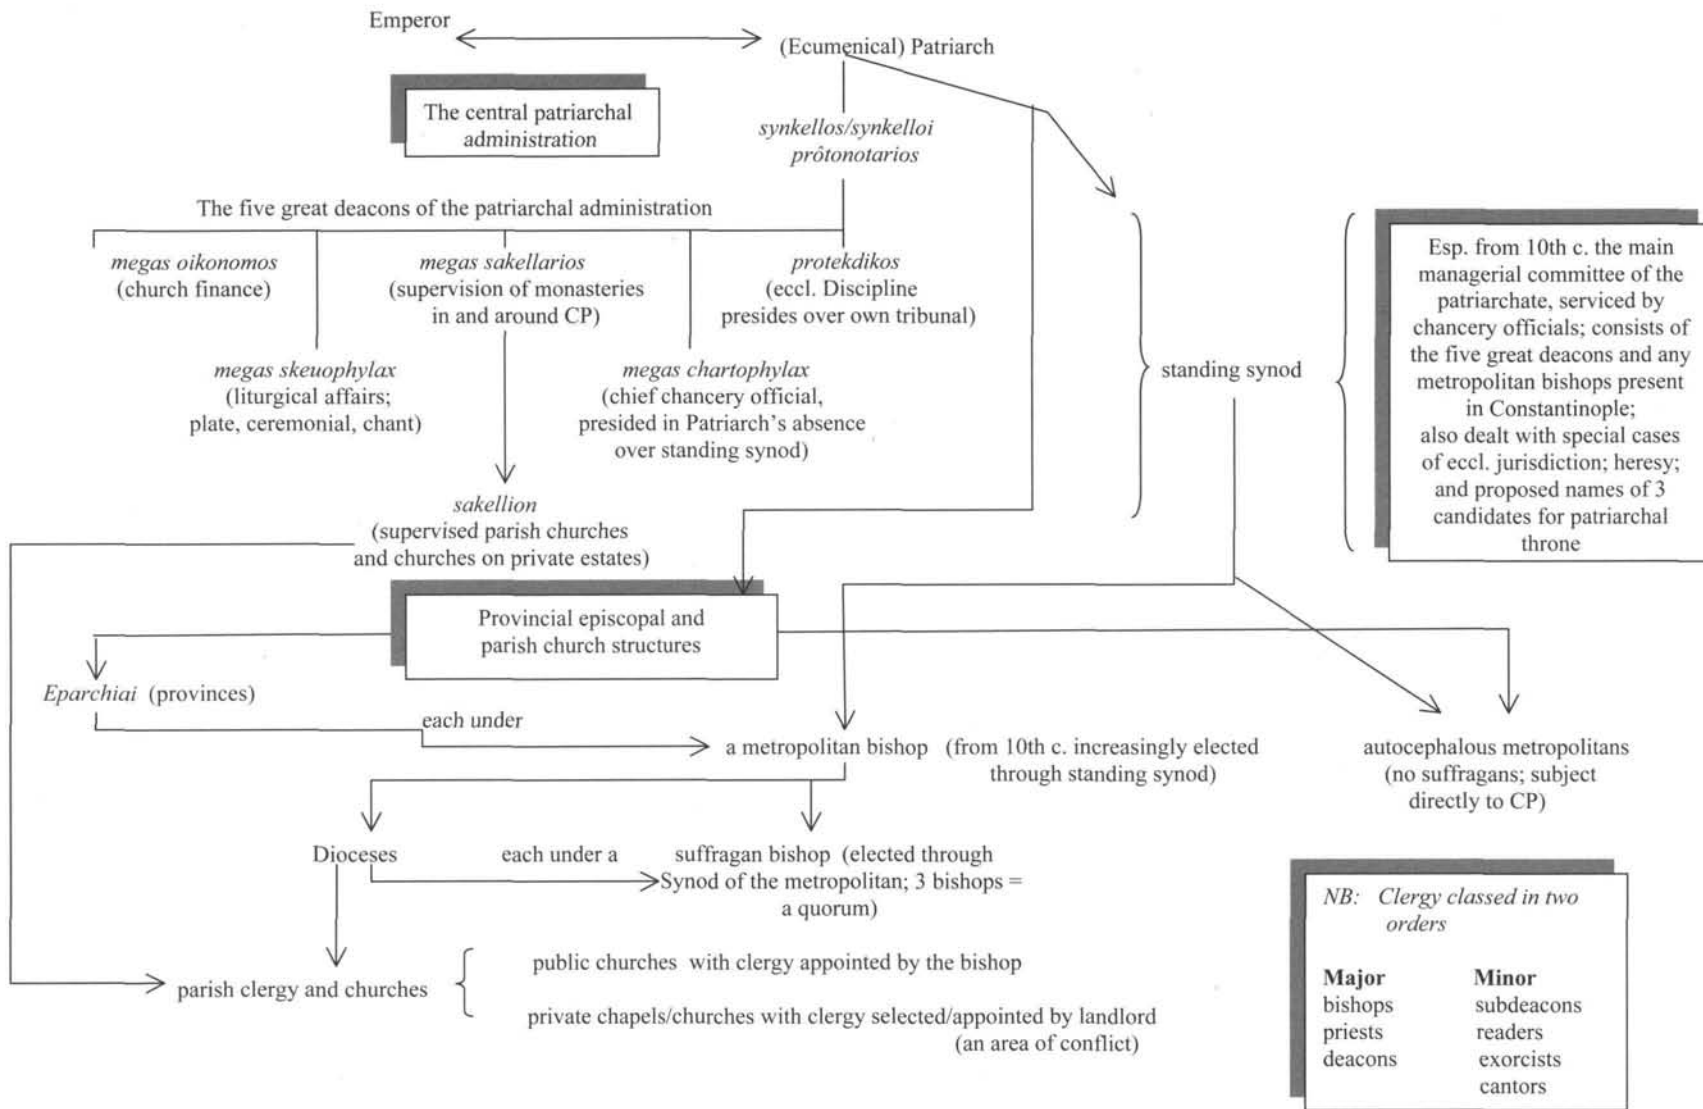 Emperor
(Ecumenical) Patriarch
The central patriarchal
administration
synkellos/synkelloi
prôtonotarios
The five great deacons of the patriarchal administration
megas oikonomos
(church finance)
megas sakellarios
(supervision of monasteries
in and around CP)
protekdikos
(eccl. Discipline
presides over own tribunal)
megas skeuophylax
(liturgical affairs;
plate, ceremonial, chant)
megas chartophylax
(chief chancery official,
presided in Patriarch's absence
over standing synod)
standing synod
Esp. from 10th c. the main
managerial committee of the
patriarchate, serviced by
chancery officials; consists of
the five great deacons and any
metropolitan bishops present
in Constantinople;
also dealt with special cases
of eccl. jurisdiction; heresy;
and proposed names of 3
candidates for patriarchal
throne
sakellion
(supervised parish churches
and churches on private estates)
Provincial episcopal and
parish church structures
Eparchiai (provinces)
each under
a metropolitan bishop (from 10th c. increasingly elected
through standing synod)
autocephalous metropolitans
(no suffragans; subject
directly to CP)
Dioceses
each under a
suffragan bishop (elected through
Synod of the metropolitan; 3 bishops =
a quorum)
parish clergy and churches
public churches with clergy appointed by the bishop
private chapels/churches with clergy selected/appointed by landlord
(an area of conflict)
NB: Clergy classed in two
orders
Major Minor
bishops subdeacons
priests readers
deacons exorcists
cantors